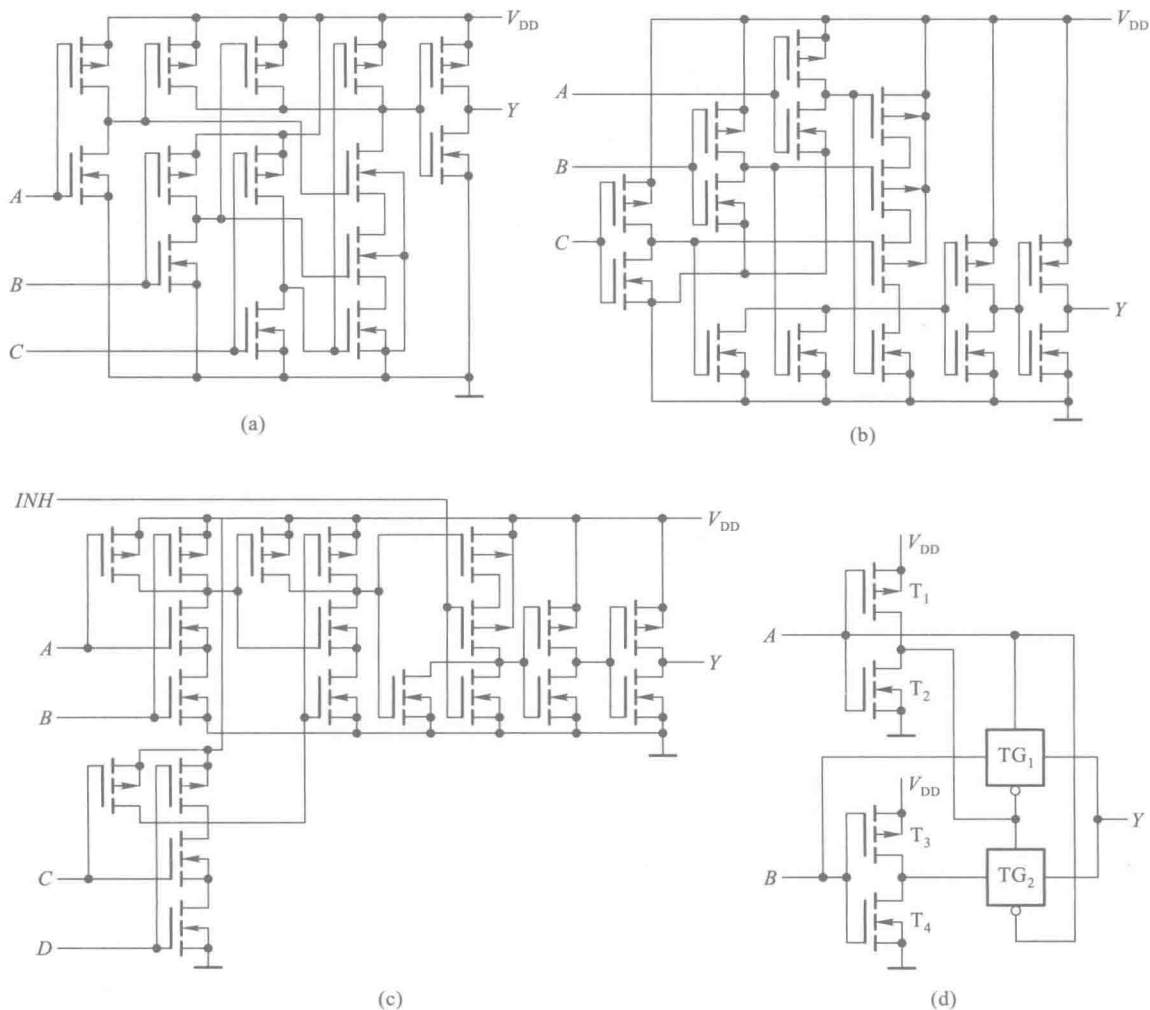 V_DD
A
Y
B
C
(a)
V_DD
A
B
C
Y
(b)
INH
V_DD
A
Y
B
C
D
(c)
V_DD
T_1
A
T_2
TG_1
V_DD
Y
T_3
B
TG_2
T_4
(d)